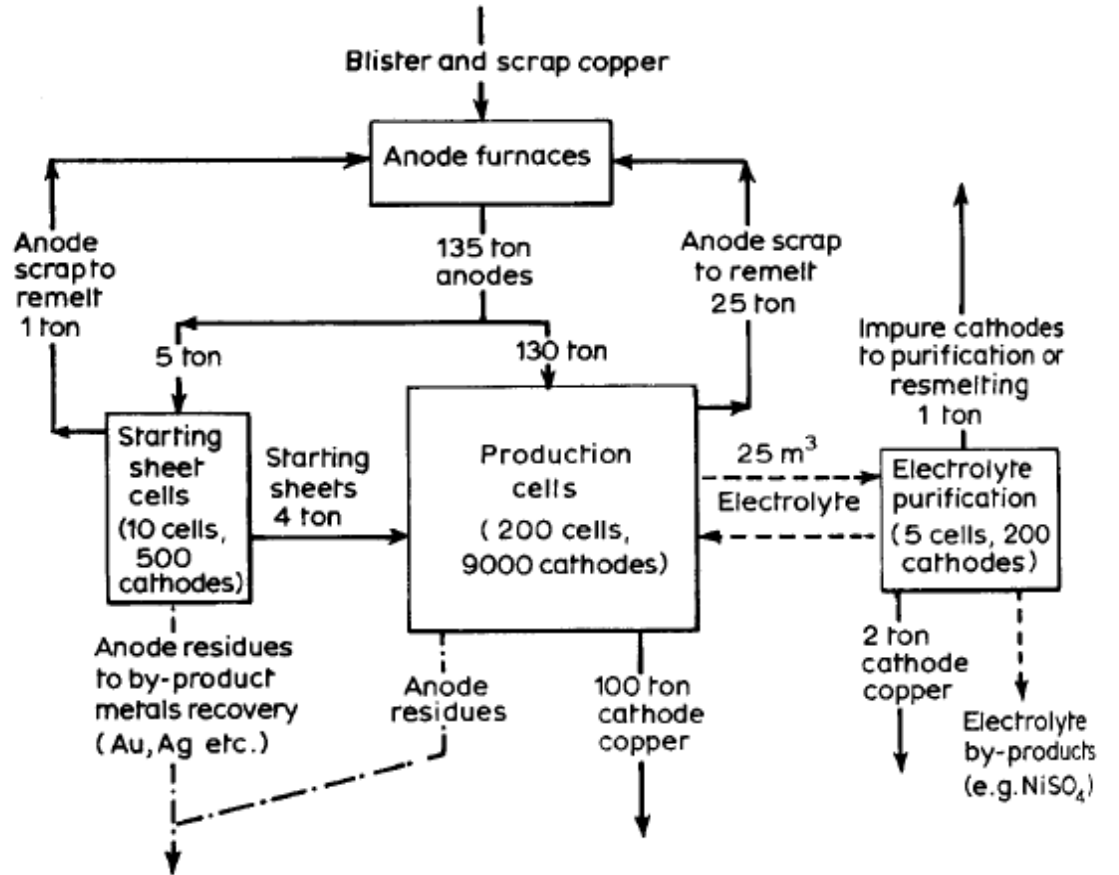 Blister and scrap copper
Anode furnaces
Anode
scrap to
remelt
1 ton
135 ton
anodes
Anode scrap
to remelt
25 ton
5 ton
130 ton
Impure cathodes
to purification or
resmelting
1 ton
Starting
sheet
cells
(10 cells,
500
cathodes)
Starting
sheets
4 ton
Production
cells
(200 cells,
9000 cathodes)
25 m³
Electrolyte
Electrolyte
purification
(5 cells, 200
cathodes)
Anode residues
to by-product
metals recovery
(Au, Ag etc.)
Anode
residues
100 ton
cathode
copper
2 ton
cathode
copper
Electrolyte
by-products
(e.g. NiSO₄)